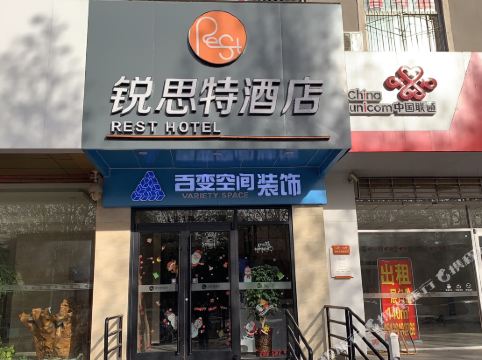 Rest
锐思特酒店
REST HOTEL
China
unicom中国联通
百变空间装饰
VARIETY SPACE
出租